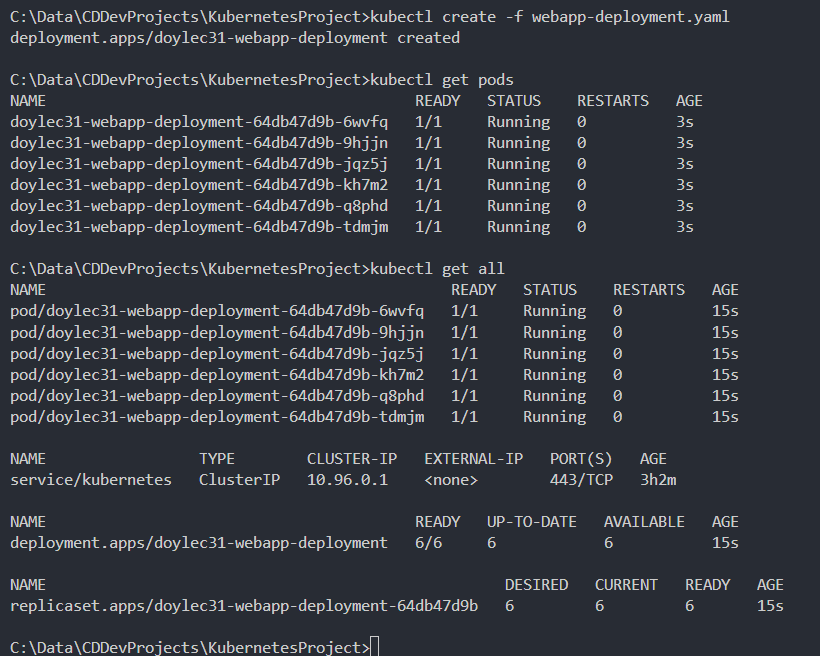 C:\Data\CDDevProjects\KubernetesProject>kubectl create -f webapp-deployment.yaml
deployment.apps/doylec31-webapp-deployment created
C:\Data\CDDevProjects\KubernetesProject>kubectl get pods
NAME READY STATUS RESTARTS AGE
doylec31-webapp-deployment-64db47d9b-6wvfq 1/1 Running 0 3s
doylec31-webapp-deployment-64db47d9b-9hjjn 1/1 Running 0 3s
doylec31-webapp-deployment-64db47d9b-jqz5j 1/1 Running 0 3s
doylec31-webapp-deployment-64db47d9b-kh7m2 1/1 Running 0 3s
doylec31-webapp-deployment-64db47d9b-q8phd 1/1 Running 0 3s
doylec31-webapp-deployment-64db47d9b-tdmjm 1/1 Running 0 3s
C:\Data\CDDevProjects\KubernetesProject>kubectl get all
NAME READY STATUS RESTARTS AGE
pod/doylec31-webapp-deployment-64db47d9b-6wvfq 1/1 Running 0 15s
pod/doylec31-webapp-deployment-64db47d9b-9hjjn 1/1 Running 0 15s
pod/doylec31-webapp-deployment-64db47d9b-jqz5j 1/1 Running 0 15s
pod/doylec31-webapp-deployment-64db47d9b-kh7m2 1/1 Running 0 15s
pod/doylec31-webapp-deployment-64db47d9b-q8phd 1/1 Running 0 15s
pod/doylec31-webapp-deployment-64db47d9b-tdmjm 1/1 Running 0 15s
NAME TYPE CLUSTER-IP EXTERNAL-IP PORT(S) AGE
service/kubernetes ClusterIP 10.96.0.1 <none> 443/TCP 3h2m
NAME READY UP-TO-DATE AVAILABLE AGE
deployment.apps/doylec31-webapp-deployment 6/6 6 6 15s
NAME DESIRED CURRENT READY AGE
replicaset.apps/doylec31-webapp-deployment-64db47d9b 6 6 6 15s
C:\Data\CDDevProjects\KubernetesProject>